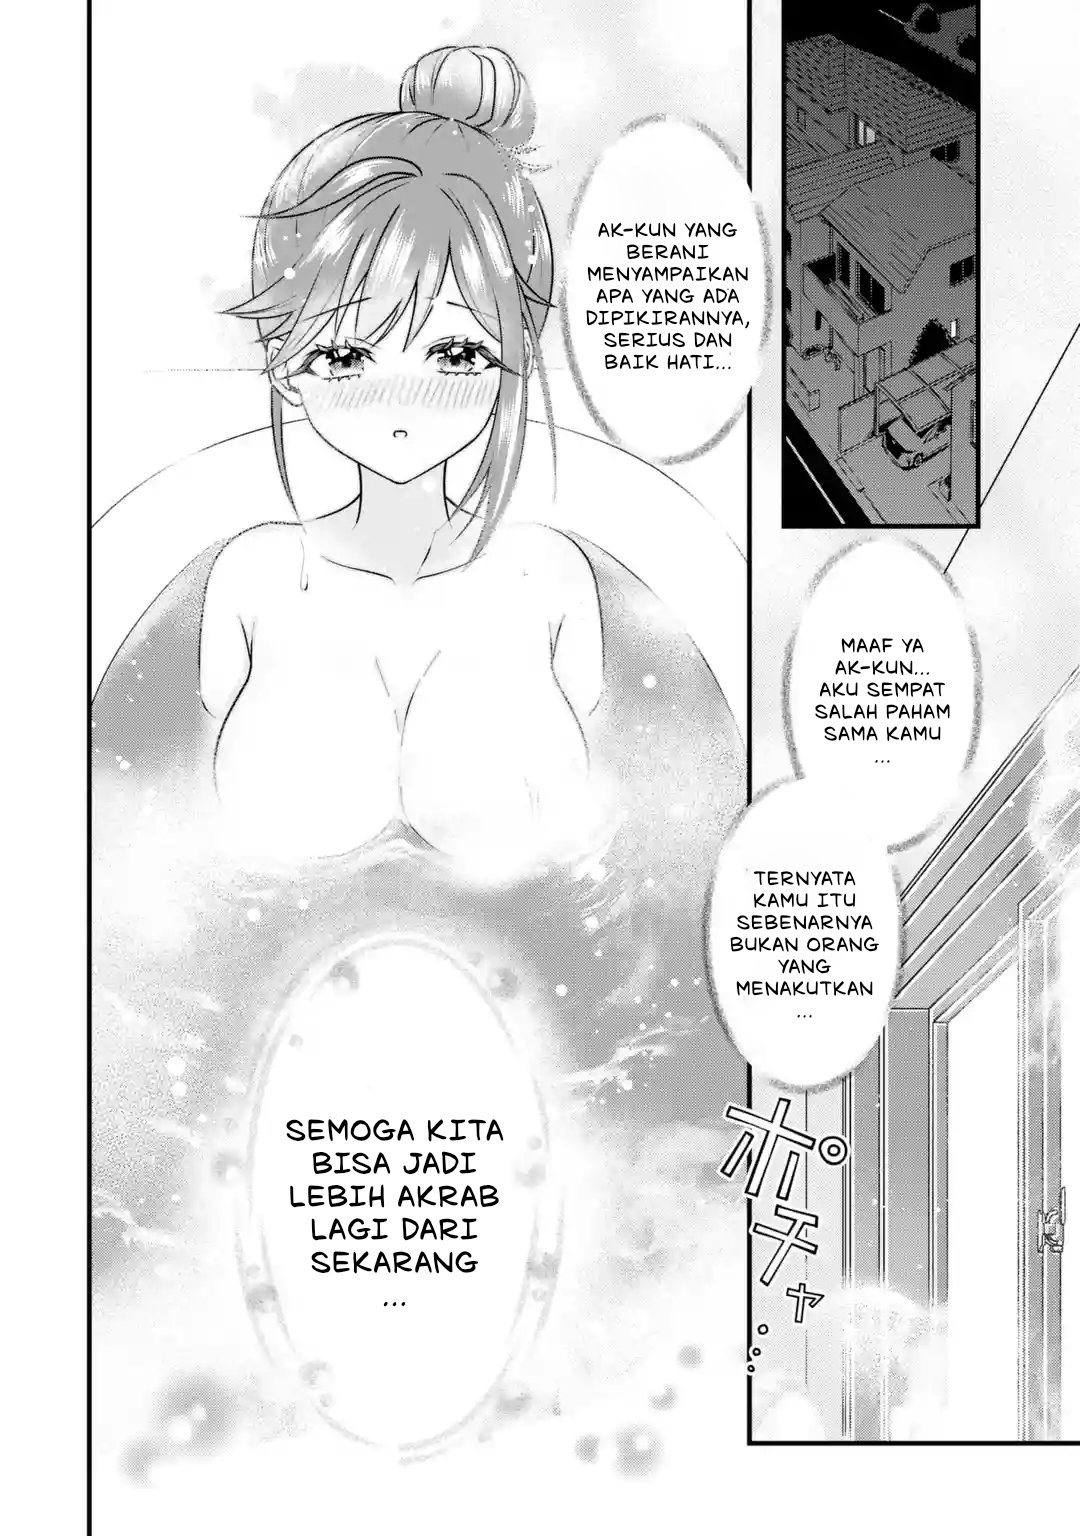 MAAF YA
AK-KUN...
AKU SEMPAT
SALAH PAHAM
SAMA KAMU
...
TERNYATA
KAMU ITU
SEBENARNYA
BUKAN ORANG
YANG
MENAKUTKAN
...
ポチャ
AK-KUN YANG
BERANI
MENYAMPAIKAN
APA YANG ADA
DIPIKIRANNYA,
SERIUS DAN
BAIK HATI...
SEMOGA KITA
BISA JADI
LEBIH AKRAB
LAGI DARI
SEKARANG
...